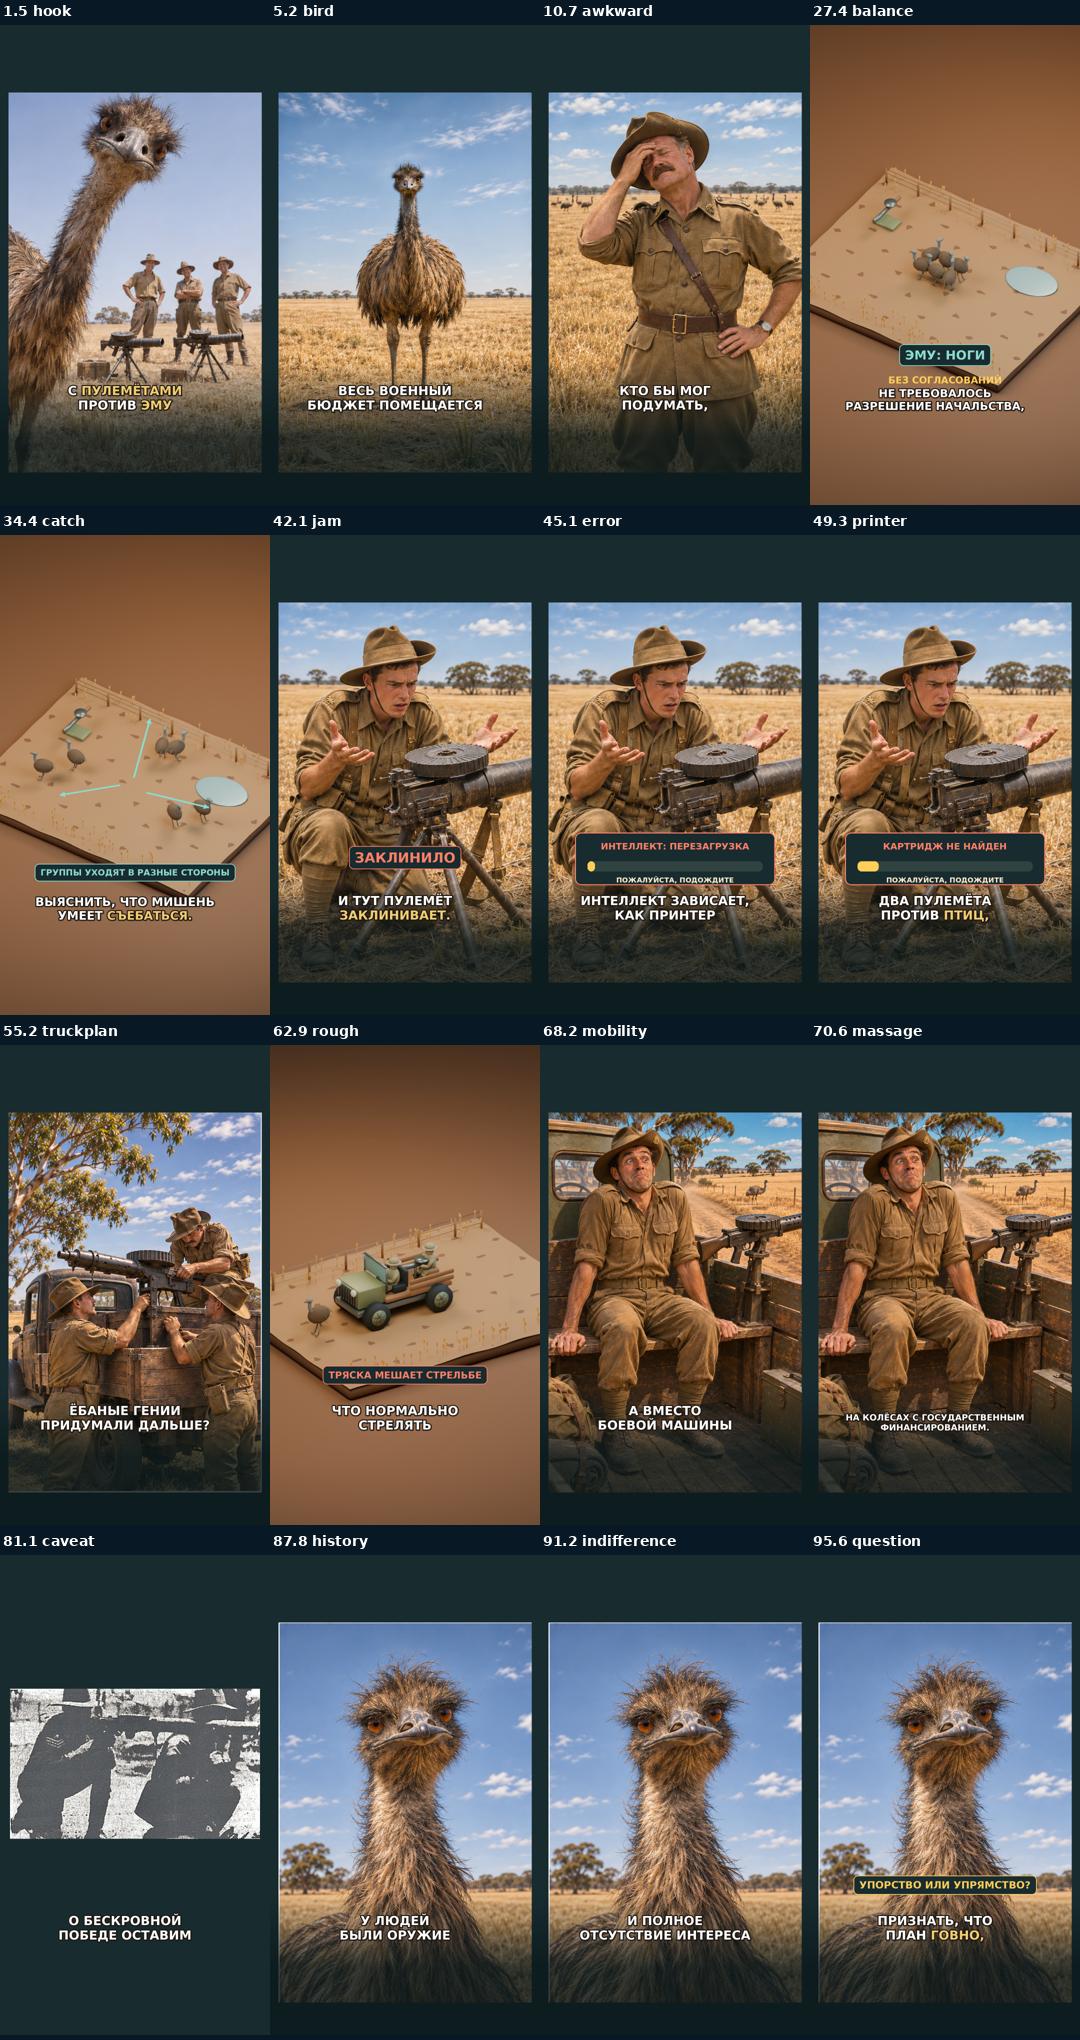 1.5 hook
5.2 bird
10.7 awkward
27.4 balance
С ПУЛЕМЁТАМИ
ПРОТИВ ЭМУ
ВЕСЬ ВОЕННЫЙ
БЮДЖЕТ ПОМЕЩАЕТСЯ
КТО БЫ МОГ
ПОДУМАТЬ,
ЭМУ: НОГИ
БЕЗ СОГЛАСОВАНИЙ
НЕ ТРЕБОВАЛОСЬ
РАЗРЕШЕНИЕ НАЧАЛЬСТВА,
34.4 catch
42.1 jam
45.1 error
49.3 printer
ГРУППЫ УХОДЯТ В РАЗНЫЕ СТОРОНЫ
ВЫЯСНИТЬ, ЧТО МИШЕНЬ
УМЕЕТ СЪЕБАТЬСЯ.
ЗАКЛИНИЛО
И ТУТ ПУЛЕМЁТ
ЗАКЛИНИВАЕТ.
ИНТЕЛЛЕКТ: ПЕРЕЗАГРУЗКА
ПОЖАЛУЙСТА, ПОДОЖДИТЕ
ИНТЕЛЛЕКТ ЗАВИСАЕТ,
КАК ПРИНТЕР
КАРТРИДЖ НЕ НАЙДЕН
ПОЖАЛУЙСТА, ПОДОЖДИТЕ
ДВА ПУЛЕМЁТА
ПРОТИВ ПТИЦ,
55.2 truckplan
62.9 rough
68.2 mobility
70.6 massage
ЁБАНЫЕ ГЕНИИ
ПРИДУМАЛИ ДАЛЬШЕ?
ТРЯСКА МЕШАЕТ СТРЕЛЬБЕ
ЧТО НОРМАЛЬНО
СТРЕЛЯТЬ
А ВМЕСТО
БОЕВОЙ МАШИНЫ
НА КОЛЁСАХ С ГОСУДАРСТВЕННЫМ
ФИНАНСИРОВАНИЕМ.
81.1 caveat
87.8 history
91.2 indifference
95.6 question
О БЕСКРОВНОЙ
ПОБЕДЕ ОСТАВИМ
У ЛЮДЕЙ
БЫЛИ ОРУЖИЕ
И ПОЛНОЕ
ОТСУТСТВИЕ ИНТЕРЕСА
УПОРСТВО ИЛИ УПРЯМСТВО?
ПРИЗНАТЬ, ЧТО
ПЛАН ГОВНО,